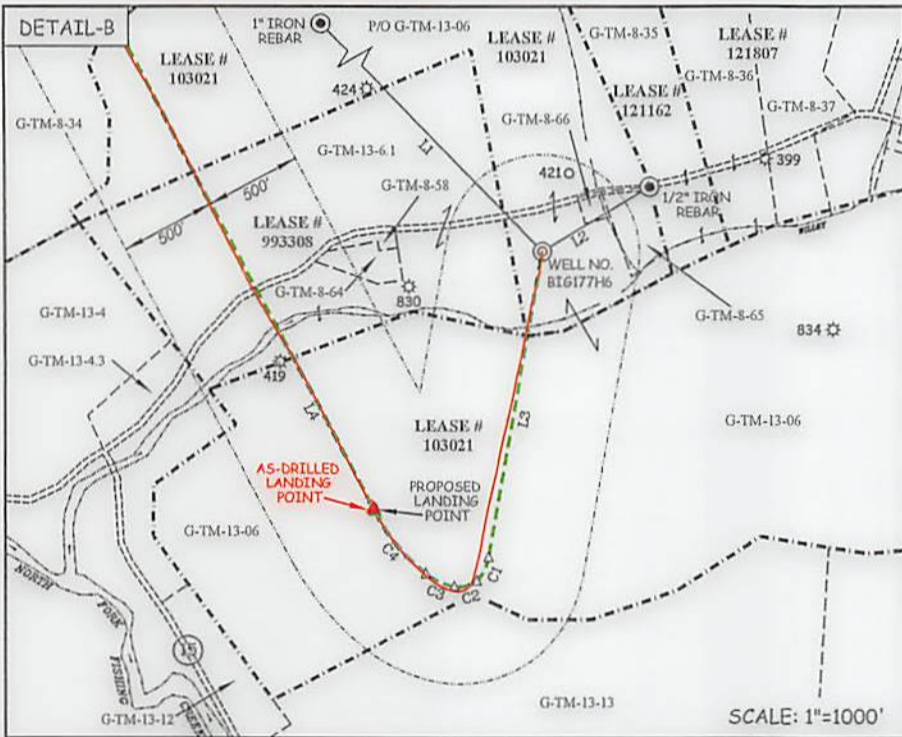 DETAIL-B
1" IRON
REBAR
P/O G-TM-13-06
LEASE #
103021
LEASE #
103021
G-TM-8-35
LEASE #
121807
G-TM-8-36
LEASE #
121162
G-TM-8-37
G-TM-8-34
424
L1
G-TM-8-66
G-TM-13-6.1
399
421
G-TM-8-58
1/2" IRON
REBAR
500'
500'
LEASE #
993308
L2
WELL NO.
BIG177H6
G-TM-8-64
830
G-TM-8-65
G-TM-13-4
834
G-TM-13-4.3
419
L4
L3
LEASE #
103021
G-TM-13-06
AS-DRILLED
LANDING
POINT
PROPOSED
LANDING
POINT
G-TM-13-06
C4
C3
C2
C1
NORTH
FORK
FISHING
CREEK
G-TM-13-12
G-TM-13-13
SCALE: 1"=1000'